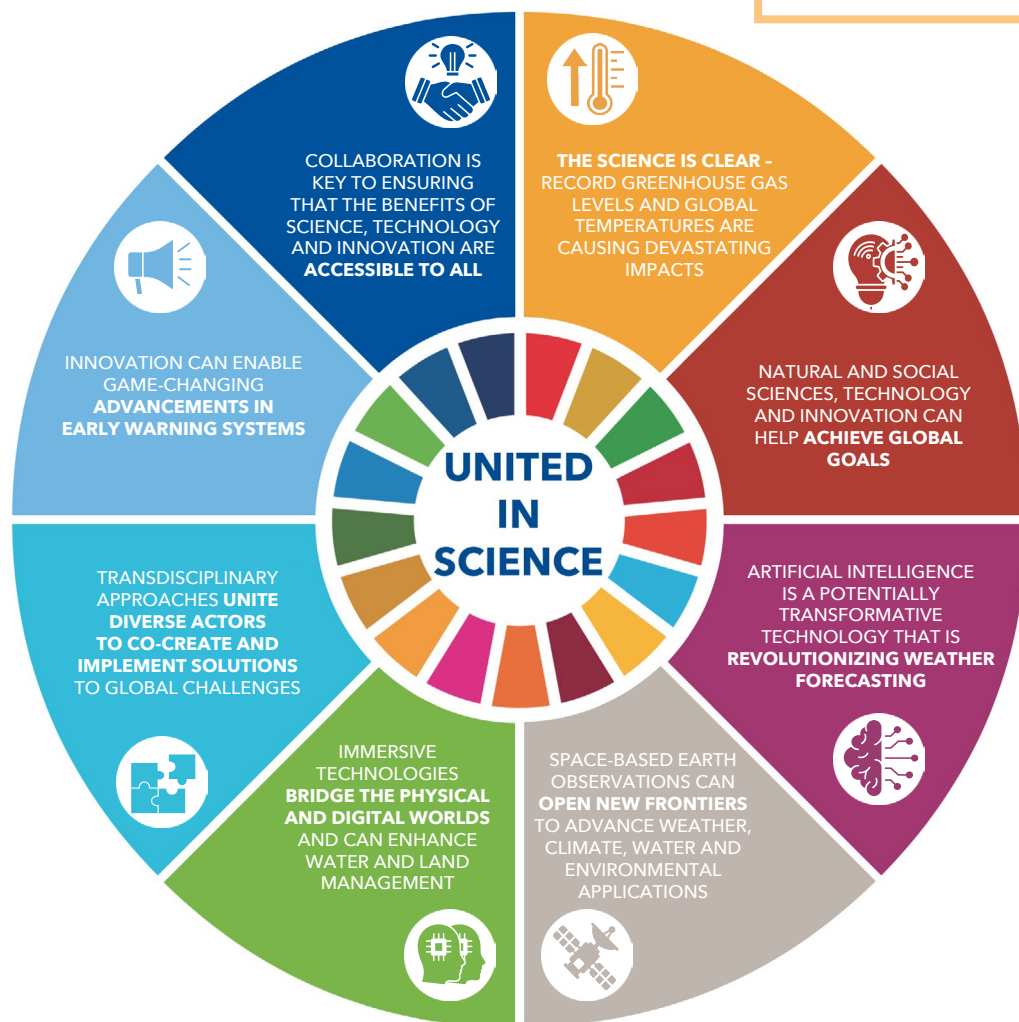 COLLABORATION IS
KEY TO ENSURING
THAT THE BENEFITS OF
SCIENCE, TECHNOLOGY
AND INNOVATION ARE
ACCESSIBLE TO ALL
THE SCIENCE IS CLEAR –
RECORD GREENHOUSE GAS
LEVELS AND GLOBAL
TEMPERATURES ARE
CAUSING DEVASTATING
IMPACTS
NATURAL AND SOCIAL
SCIENCES, TECHNOLOGY
AND INNOVATION CAN
HELP ACHIEVE GLOBAL
GOALS
ARTIFICIAL INTELLIGENCE
IS A POTENTIALLY
TRANSFORMATIVE
TECHNOLOGY THAT IS
REVOLUTIONIZING WEATHER
FORECASTING
SPACE-BASED EARTH
OBSERVATIONS CAN
OPEN NEW FRONTIERS
TO ADVANCE WEATHER,
CLIMATE, WATER AND
ENVIRONMENTAL
APPLICATIONS
IMMERSIVE
TECHNOLOGIES
BRIDGE THE PHYSICAL
AND DIGITAL WORLDS
AND CAN ENHANCE
WATER AND LAND
MANAGEMENT
TRANSDISCIPLINARY
APPROACHES UNITE
DIVERSE ACTORS
TO CO-CREATE AND
IMPLEMENT SOLUTIONS
TO GLOBAL CHALLENGES
INNOVATION CAN ENABLE
GAME-CHANGING
ADVANCEMENTS IN
EARLY WARNING SYSTEMS
UNITED
IN
SCIENCE